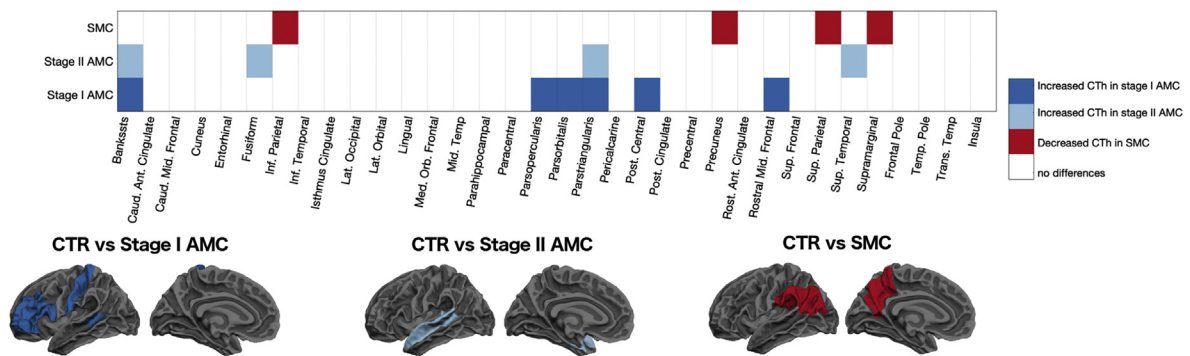 SMC
Stage II AMC
Stage I AMC
Bankssts
Caud. Ant. Cingulate
Caud. Mid. Frontal
Cuneus
Entorhinal
Fusiform
Inf. Parietal
Inf. Temporal
Isthmus Cingulate
Lat. Occipital
Lat. Orbital
Lingual
Med. Orb. Frontal
Mid. Temp
Parahippocampal
Paracentral
Parsopercularis
Parsorbitalis
Parstriangularis
Pericalcarine
Post. Central
Post. Cingulate
Precentral
Precuneus
Rost. Ant. Cingulate
Rostral Mid. Frontal
Sup. Frontal
Sup. Parietal
Sup. Temporal
Supramarginal
Frontal Pole
Temp. Pole
Trans. Temp
Insula
Increased CTh in stage I AMC
Increased CTh in stage II AMC
Decreased CTh in SMC
no differences
CTR vs Stage I AMC
CTR vs Stage II AMC
CTR vs SMC